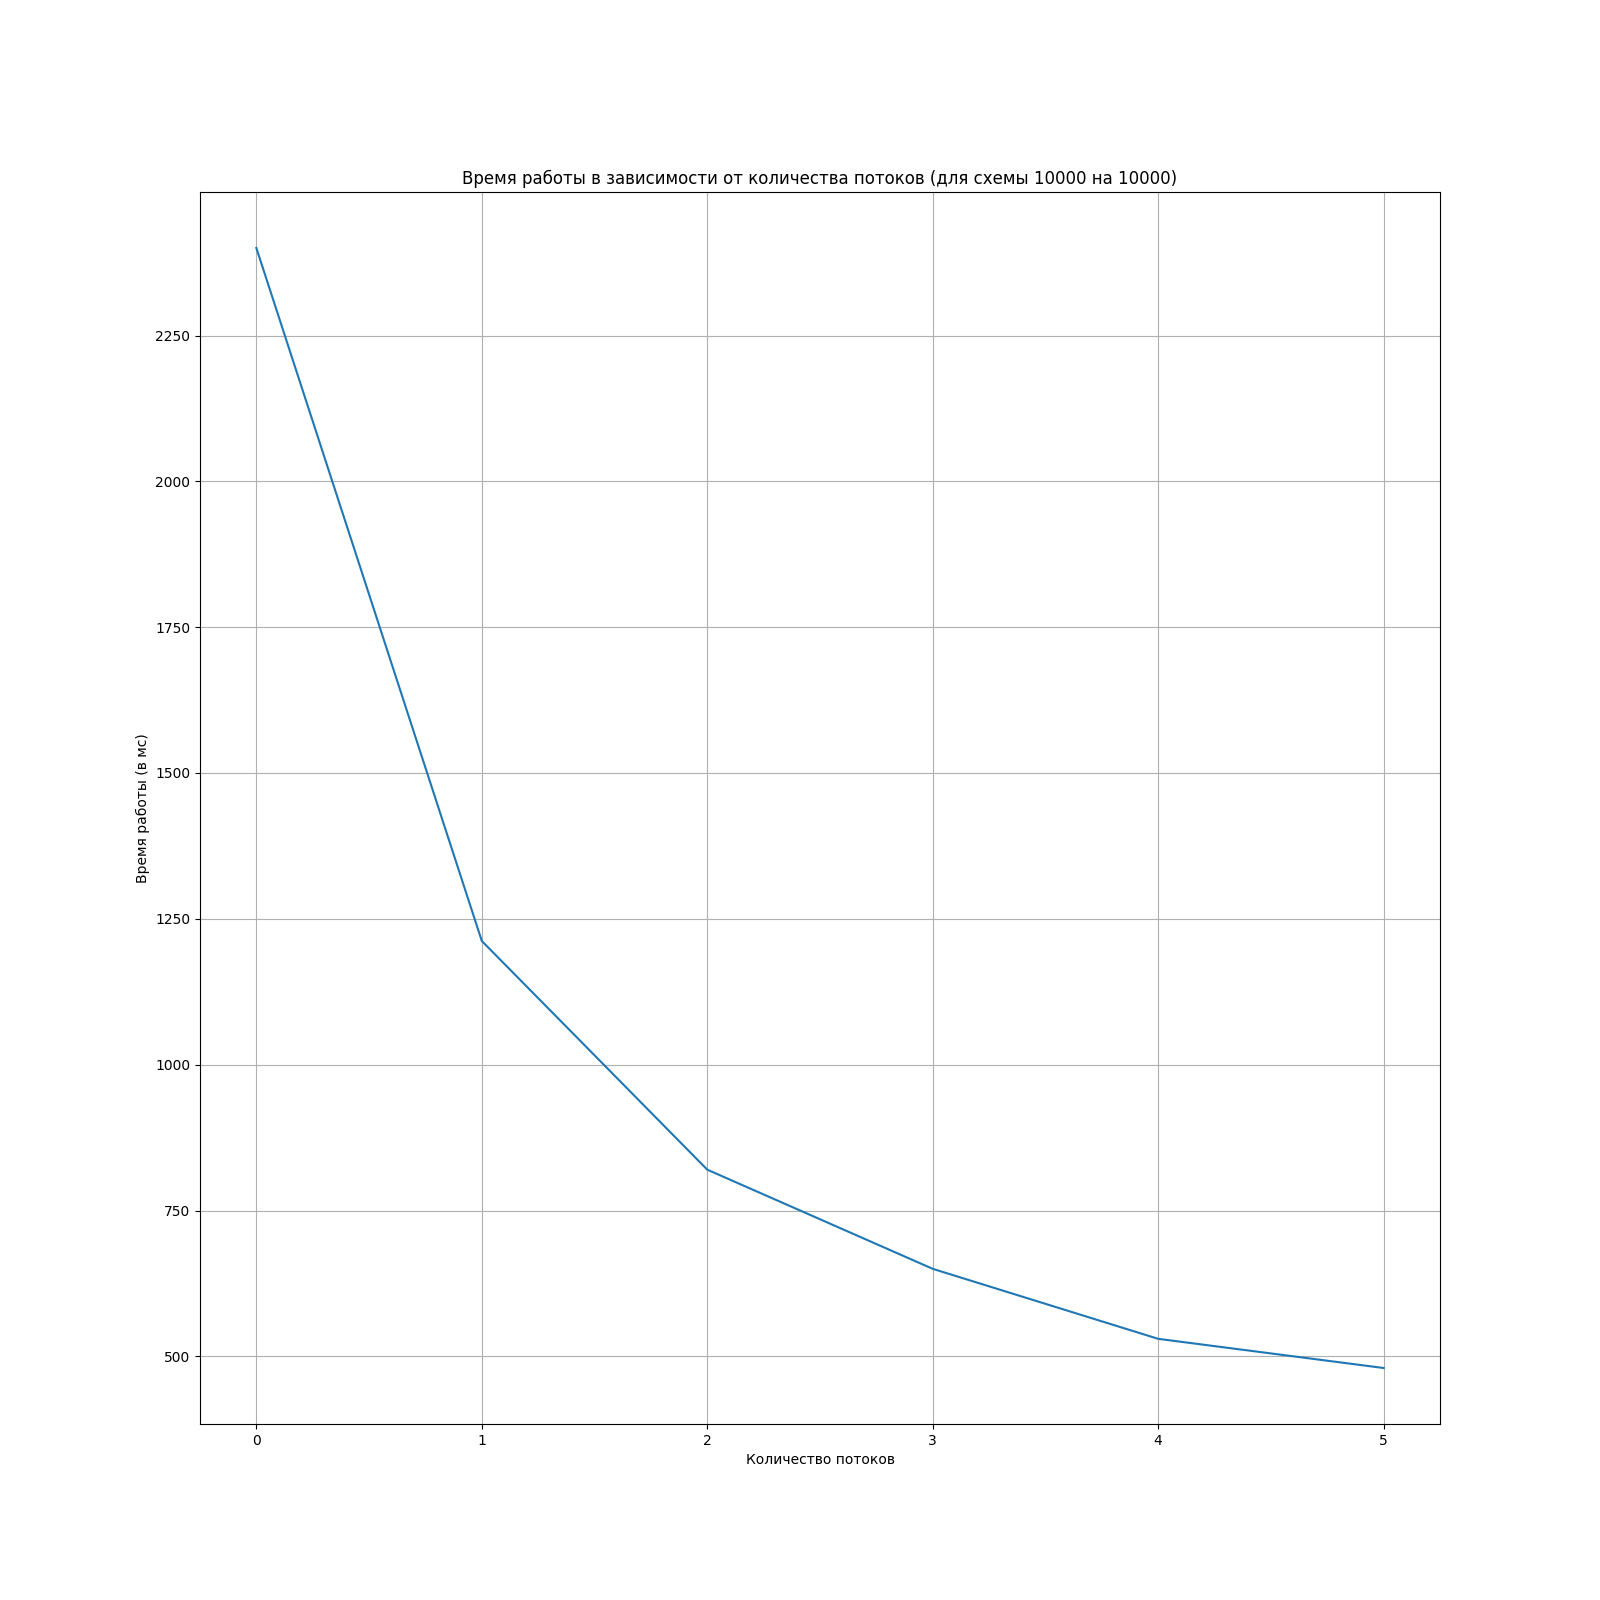 Время работы в зависимости от количества потоков (для схемы 10000 на 10000)
2250
2000
1750
1500
1250
1000
750
500
Время работы (в мс)
0 1 2 3 4 5
Количество потоков